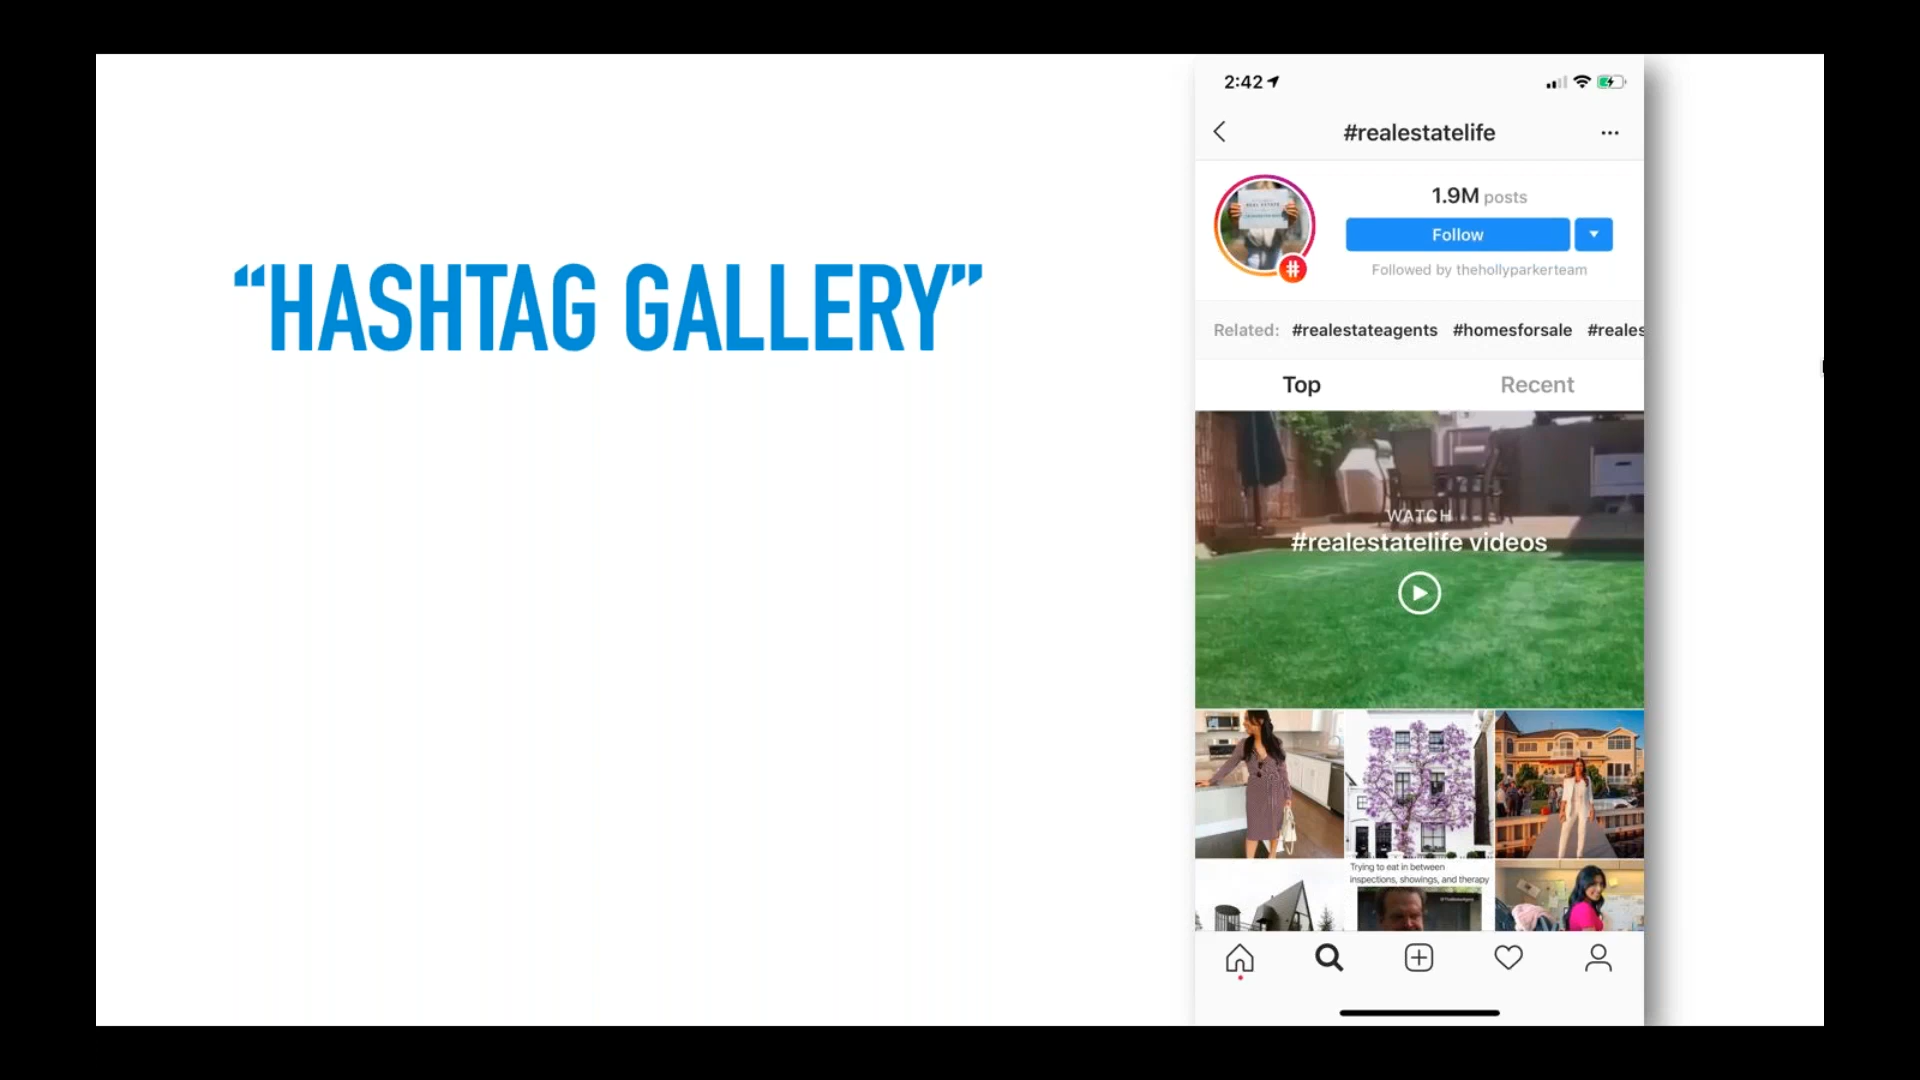 “HASHTAG GALLERY”
2:42
#realestatelife
1.9M posts
Follow
Followed by thehollyparkerteam
Related: #realestateagents #homesforsale #reales
Top Recent
WATCH
#realestatelife videos
Trying to eat in between
inspections, showings, and therapy